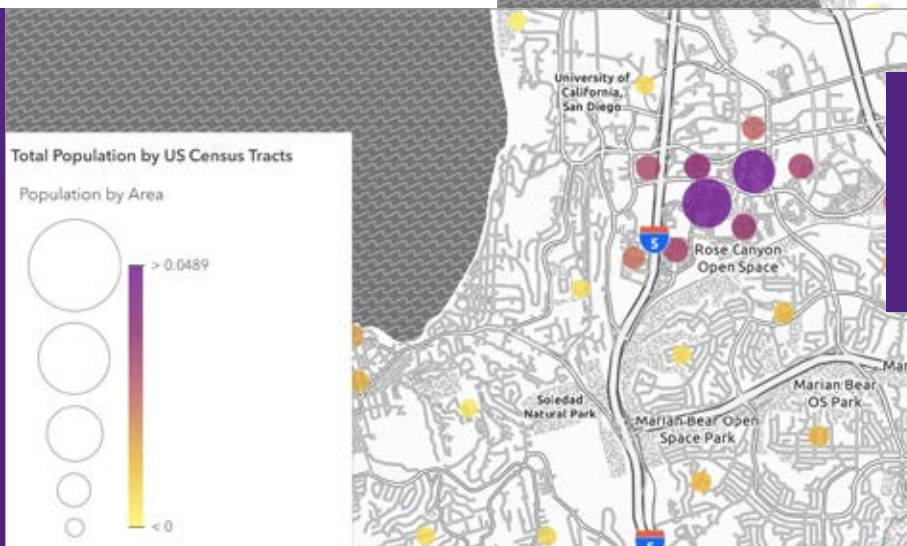 University of
California,
San Diego
Total Population by US Census Tracts
Population by Area
> 0.0489
< 0
5
Rose Canyon
Open Space
Soledad
Natural Park
Marian Bear Open
Space Park
Marian Bear
OS Park
Mar
5